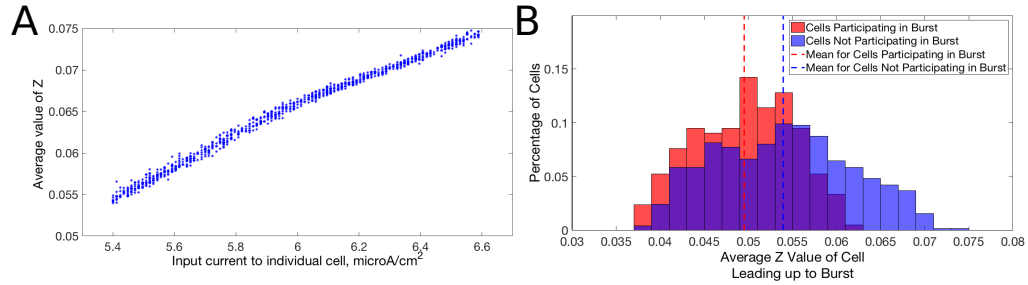 A
0.075
0.07
0.065
0.06
0.055
0.05
Average value of Z
5.4 5.6 5.8 6 6.2 6.4 6.6
Input current to individual cell, microA/cm2
B
Cells Participating in Burst
Cells Not Participating in Burst
Mean for Cells Participating in Burst
Mean for Cells Not Participating in Burst
0.15
0.1
0.05
0
Percentage of Cells
0.03 0.035 0.04 0.045 0.05 0.055 0.06 0.065 0.07 0.075 0.08
Average Z Value of Cell
Leading up to Burst